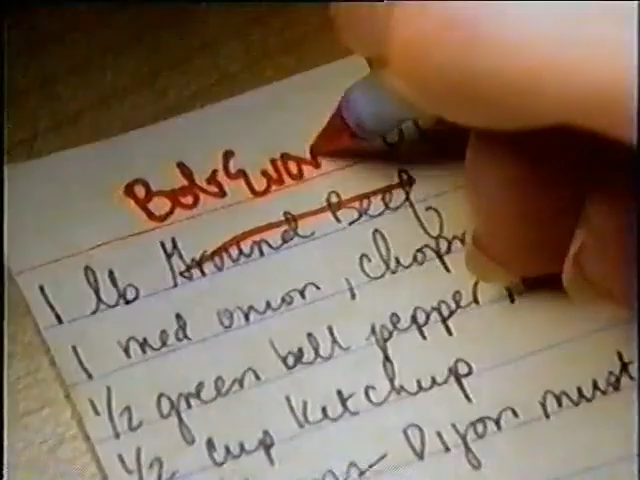 Bob Evan
1 lb Ground Beef
1 med onion, chop
1/2 green bell pepper,
1/2 cup Ketchup
Dijon must